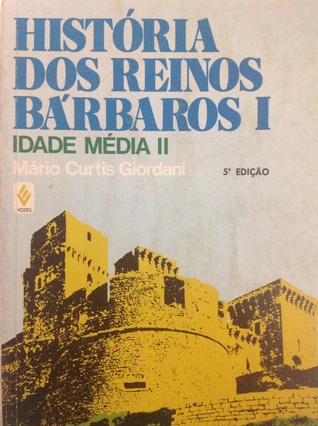 HISTÓRIA
DOS REINOS
BÁRBAROS I
IDADE MÉDIA II
Mário Curtis Giordani
5ª EDIÇÃO
VOZES